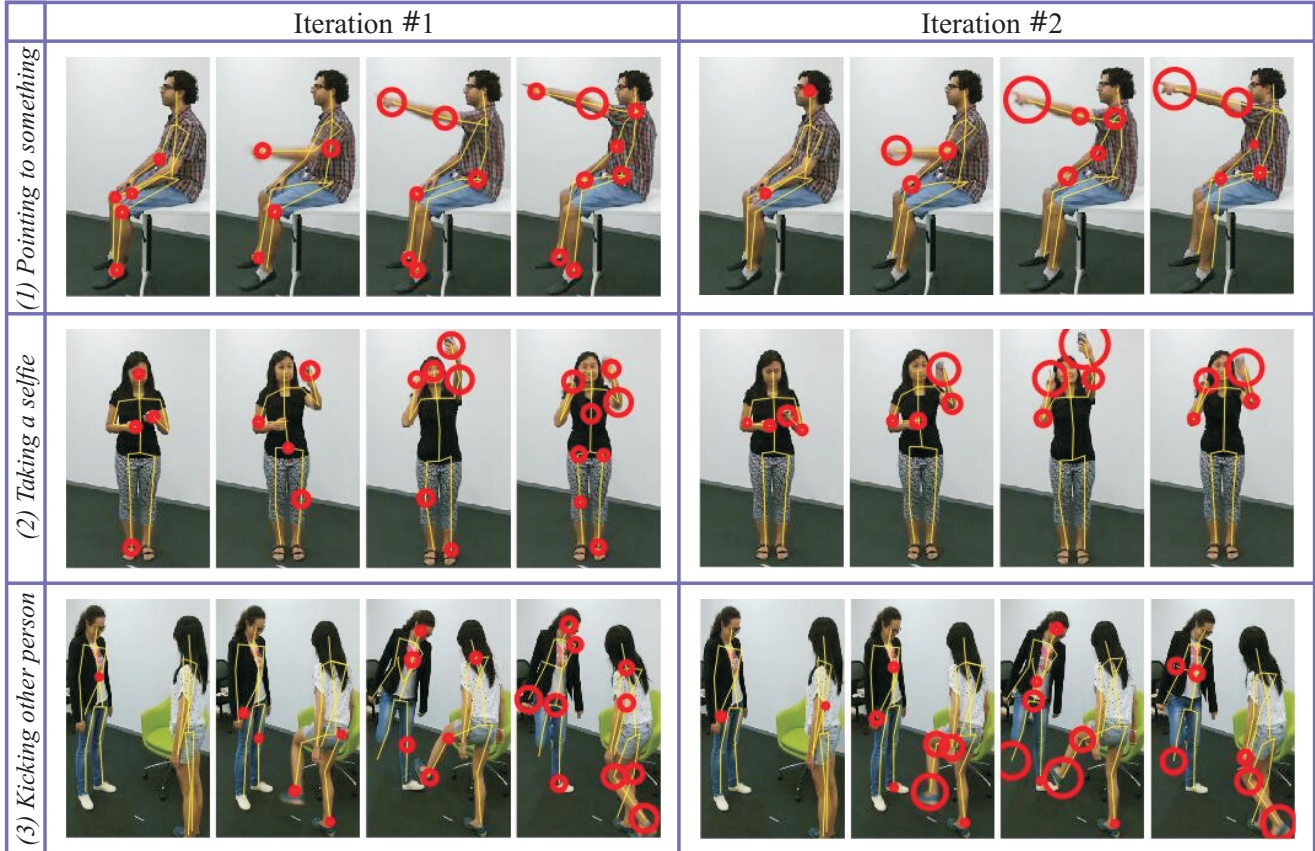 Iteration #1
Iteration #2
(1) Pointing to something
(2) Taking a selfie
(3) Kicking other person